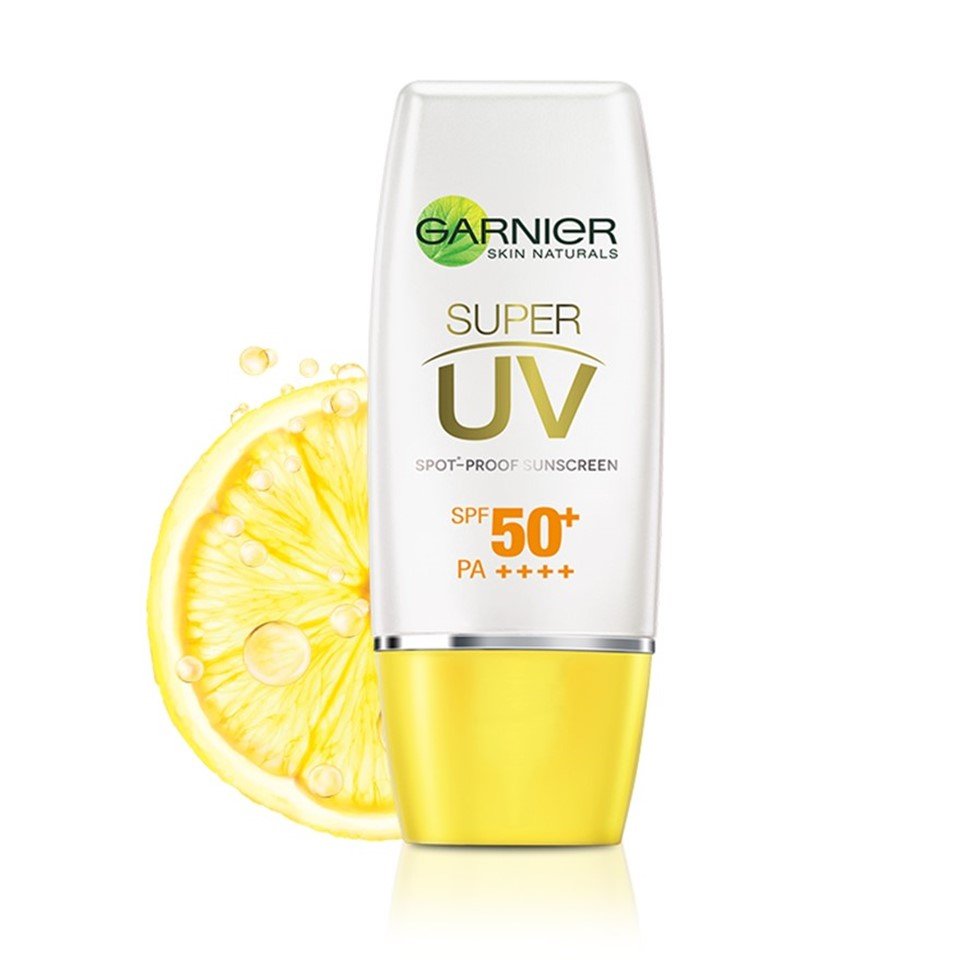 GARNIER
SKIN NATURALS
SUPER
UV
SPOT*-PROOF SUNSCREEN
SPF 50+
PA ++++